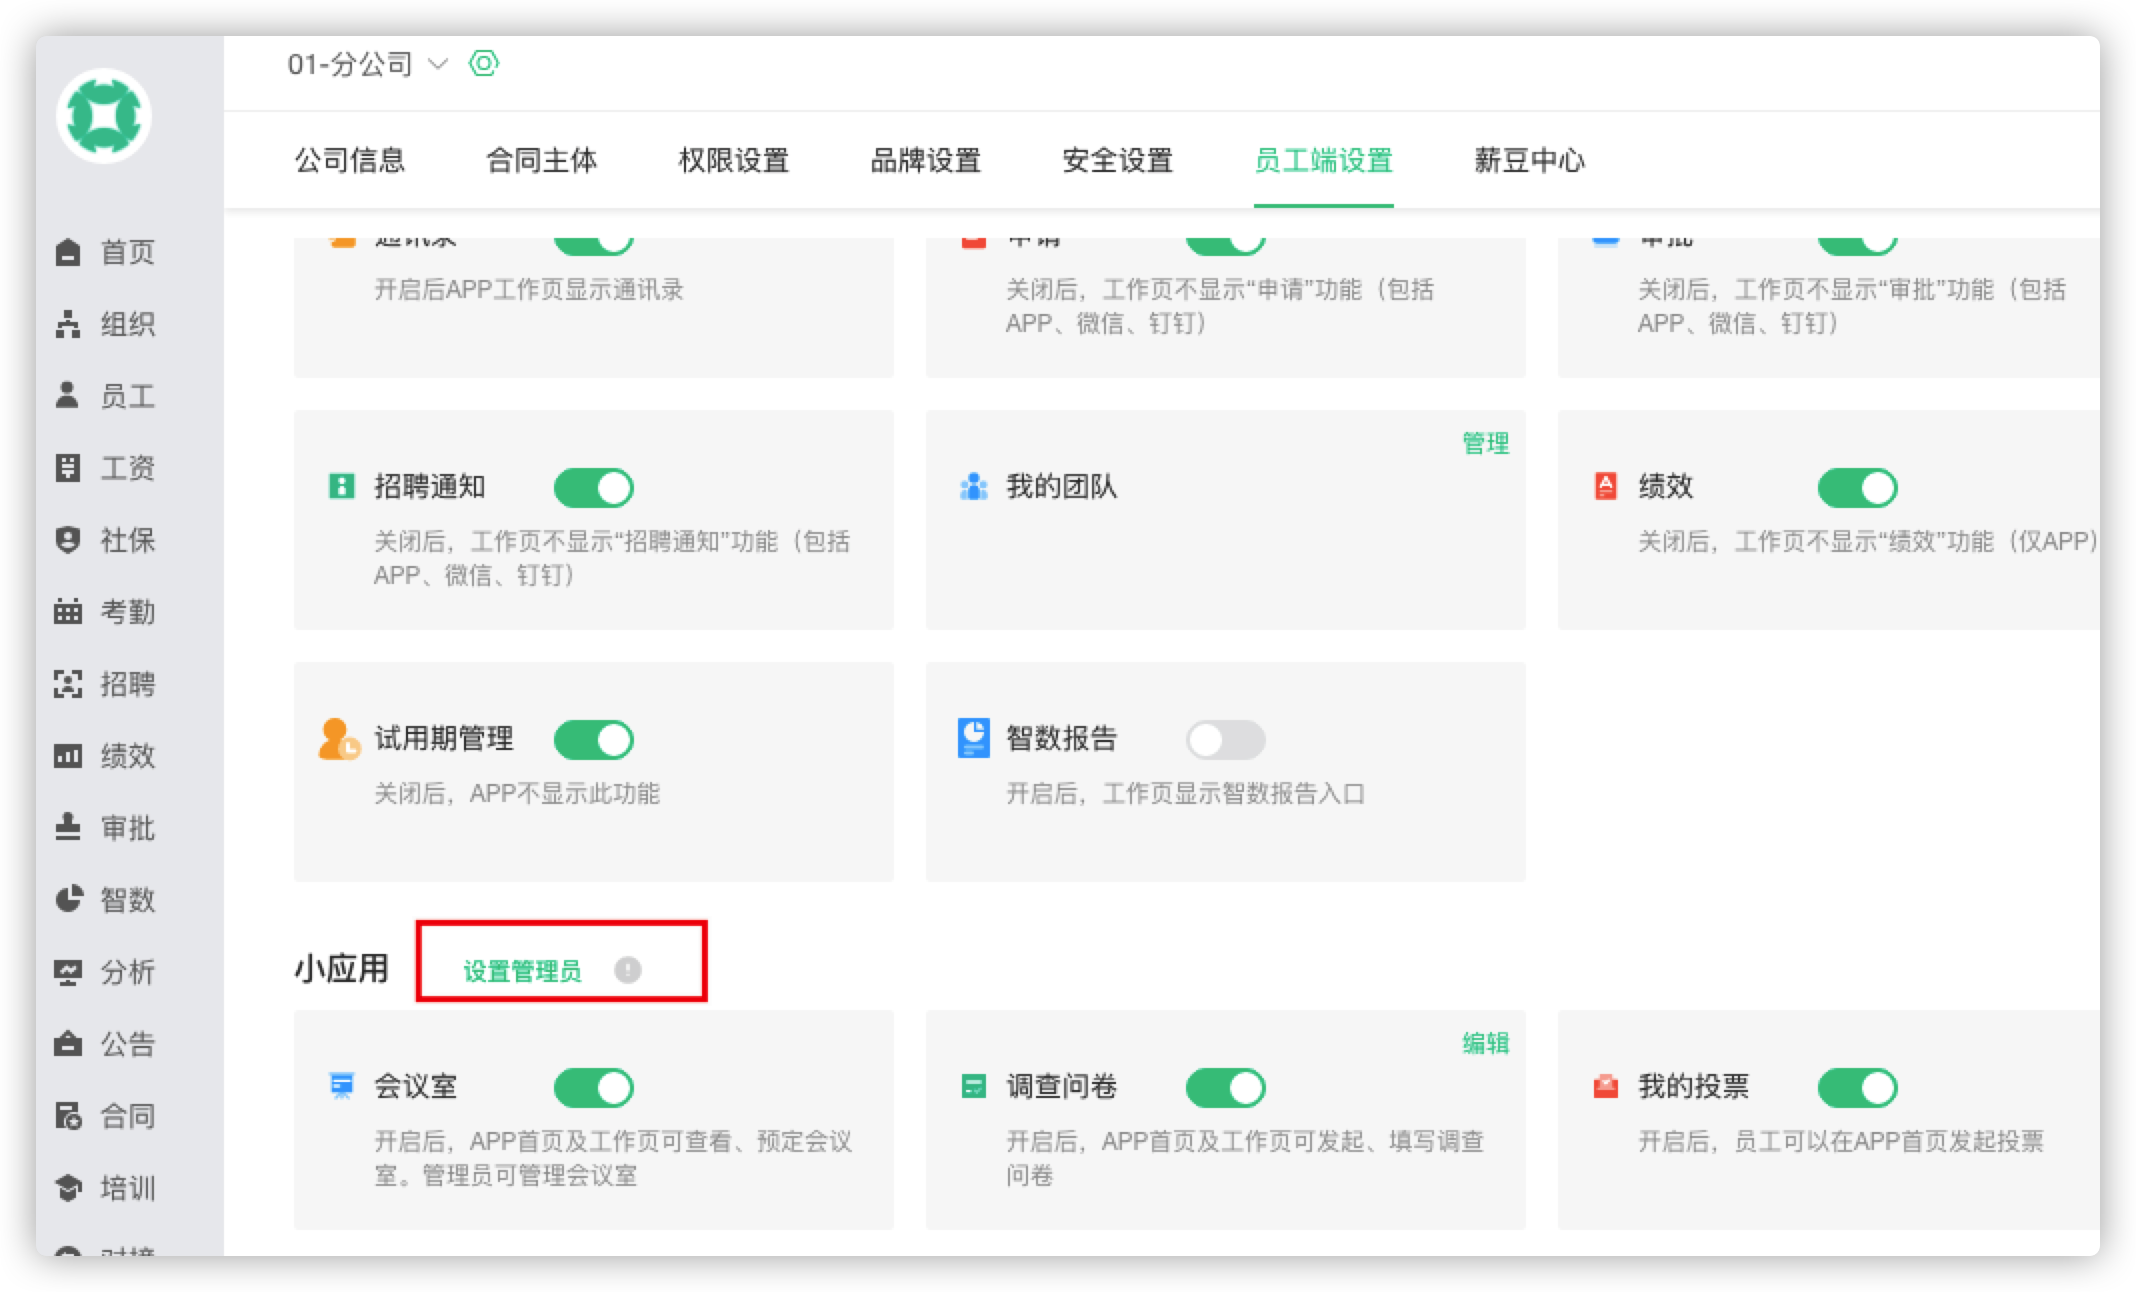 01-分公司
公司信息 合同主体 权限设置 品牌设置 安全设置 员工端设置 薪豆中心
首页
组织
员工
工资
社保
考勤
招聘
绩效
审批
智数
分析
公告
合同
培训
通讯录
开启后APP工作页显示通讯录
申请
关闭后，工作页不显示“申请”功能（包括
APP、微信、钉钉）
审批
关闭后，工作页不显示“审批”功能（包括
APP、微信、钉钉）
招聘通知
关闭后，工作页不显示“招聘通知”功能（包括
APP、微信、钉钉）
管理
我的团队
绩效
关闭后，工作页不显示“绩效”功能（仅APP）
试用期管理
关闭后，APP不显示此功能
智数报告
开启后，工作页显示智数报告入口
小应用 设置管理员
会议室
开启后，APP首页及工作页可查看、预定会议
室。管理员可管理会议室
编辑
调查问卷
开启后，APP首页及工作页可发起、填写调查
问卷
我的投票
开启后，员工可以在APP首页发起投票